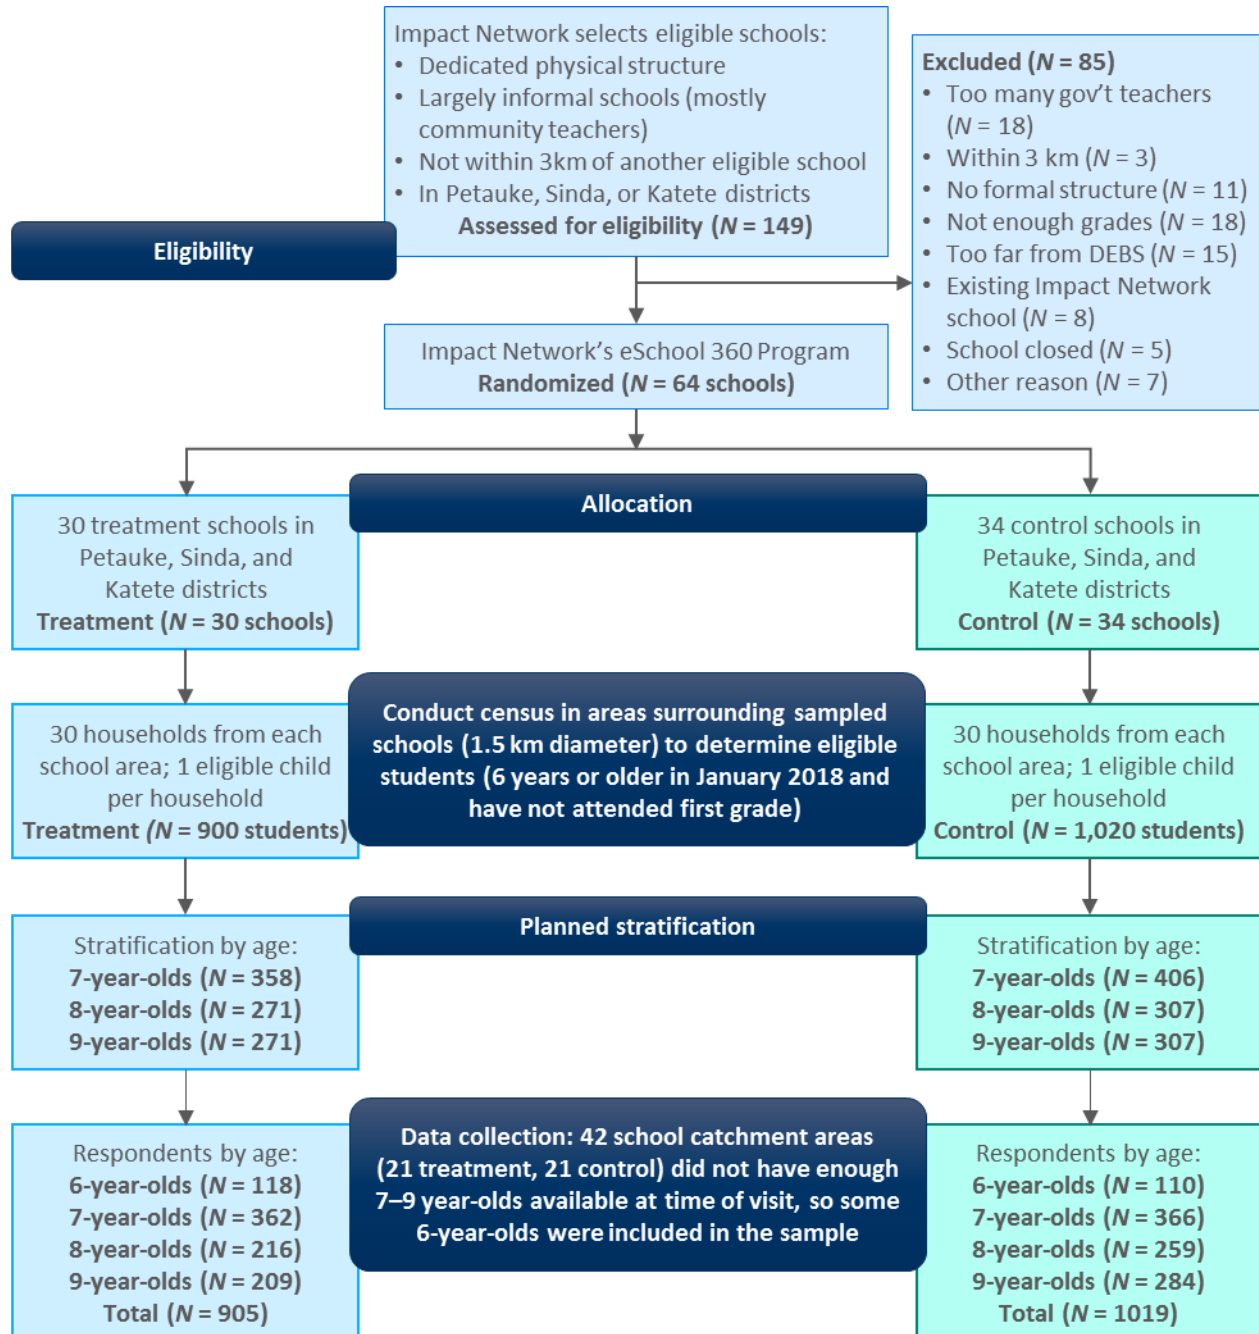 Impact Network selects eligible schools:
• Dedicated physical structure
• Largely informal schools (mostly
community teachers)
• Not within 3km of another eligible school
• In Petauke, Sinda, or Katete districts
Assessed for eligibility (N = 149)
Excluded (N = 85)
• Too many gov’t teachers
(N = 18)
• Within 3 km (N = 3)
• No formal structure (N = 11)
• Not enough grades (N = 18)
• Too far from DEBS (N = 15)
• Existing Impact Network
school (N = 8)
• School closed (N = 5)
• Other reason (N = 7)
Eligibility
Impact Network’s eSchool 360 Program
Randomized (N = 64 schools)
Allocation
30 treatment schools in
Petauke, Sinda, and
Katete districts
Treatment (N = 30 schools)
34 control schools in
Petauke, Sinda, and
Katete districts
Control (N = 34 schools)
30 households from each
school area; 1 eligible child
per household
Treatment (N = 900 students)
Conduct census in areas surrounding sampled
schools (1.5 km diameter) to determine eligible
students (6 years or older in January 2018 and
have not attended first grade)
30 households from each
school area; 1 eligible child
per household
Control (N = 1,020 students)
Planned stratification
Stratification by age:
7-year-olds (N = 358)
8-year-olds (N = 271)
9-year-olds (N = 271)
Stratification by age:
7-year-olds (N = 406)
8-year-olds (N = 307)
9-year-olds (N = 307)
Respondents by age:
6-year-olds (N = 118)
7-year-olds (N = 362)
8-year-olds (N = 216)
9-year-olds (N = 209)
Total (N = 905)
Data collection: 42 school catchment areas
(21 treatment, 21 control) did not have enough
7–9 year-olds available at time of visit, so some
6-year-olds were included in the sample
Respondents by age:
6-year-olds (N = 110)
7-year-olds (N = 366)
8-year-olds (N = 259)
9-year-olds (N = 284)
Total (N = 1019)